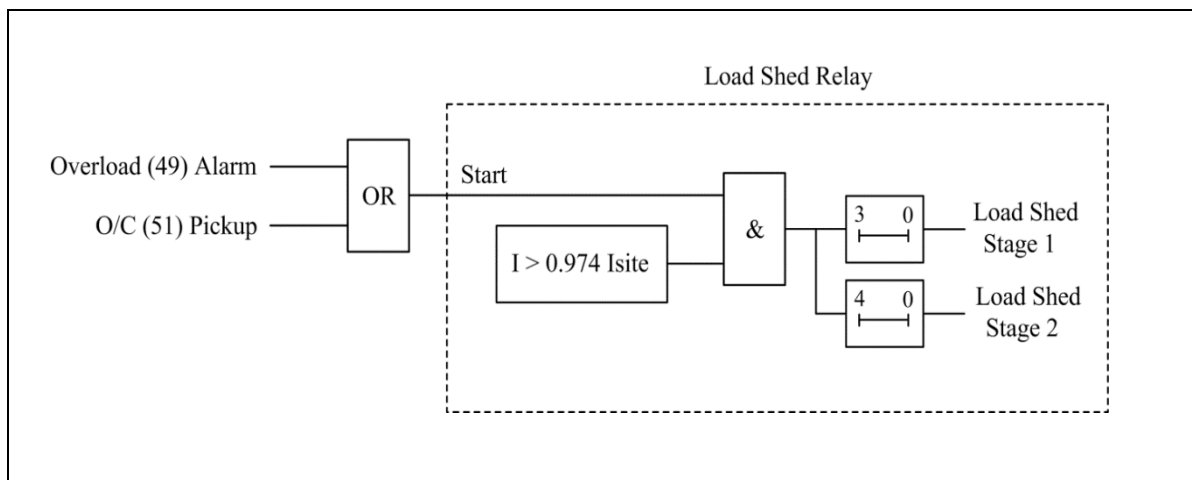 Load Shed Relay
Overload (49) Alarm
O/C (51) Pickup
OR
Start
I > 0.974 Isite
&
3 0
Load Shed
Stage 1
4 0
Load Shed
Stage 2